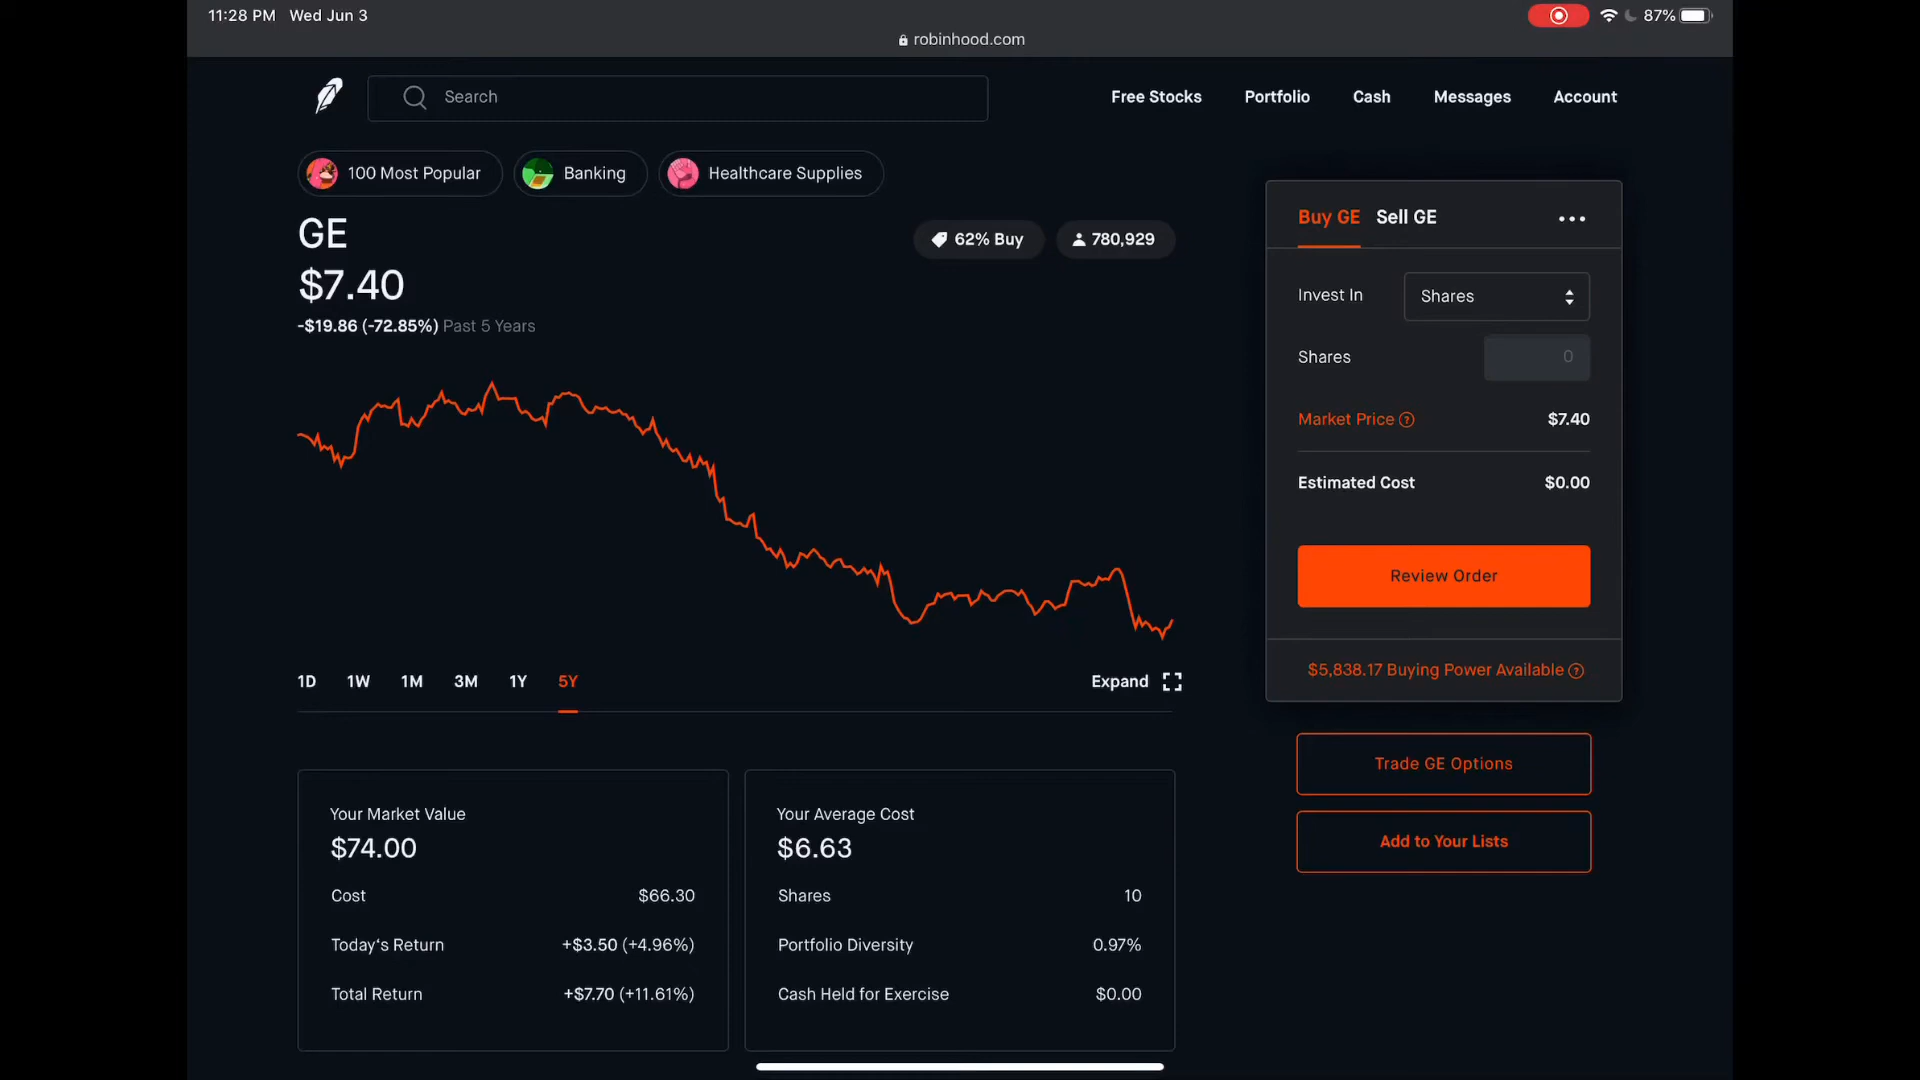 11:28 PM Wed Jun 3
87%
robinhood.com
Search
Free Stocks Portfolio Cash Messages Account
100 Most Popular Banking Healthcare Supplies
GE
62% Buy 780,929
$7.40
-$19.86 (-72.85%) Past 5 Years
1D 1W 1M 3M 1Y 5Y
Expand
Your Market Value
$74.00
Cost $66.30
Today's Return +$3.50 (+4.96%)
Total Return +$7.70 (+11.61%)
Your Average Cost
$6.63
Shares 10
Portfolio Diversity 0.97%
Cash Held for Exercise $0.00
Buy GE Sell GE
Invest In Shares
Shares 0
Market Price ? $7.40
Estimated Cost $0.00
Review Order
$5,838.17 Buying Power Available ?
Trade GE Options
Add to Your Lists